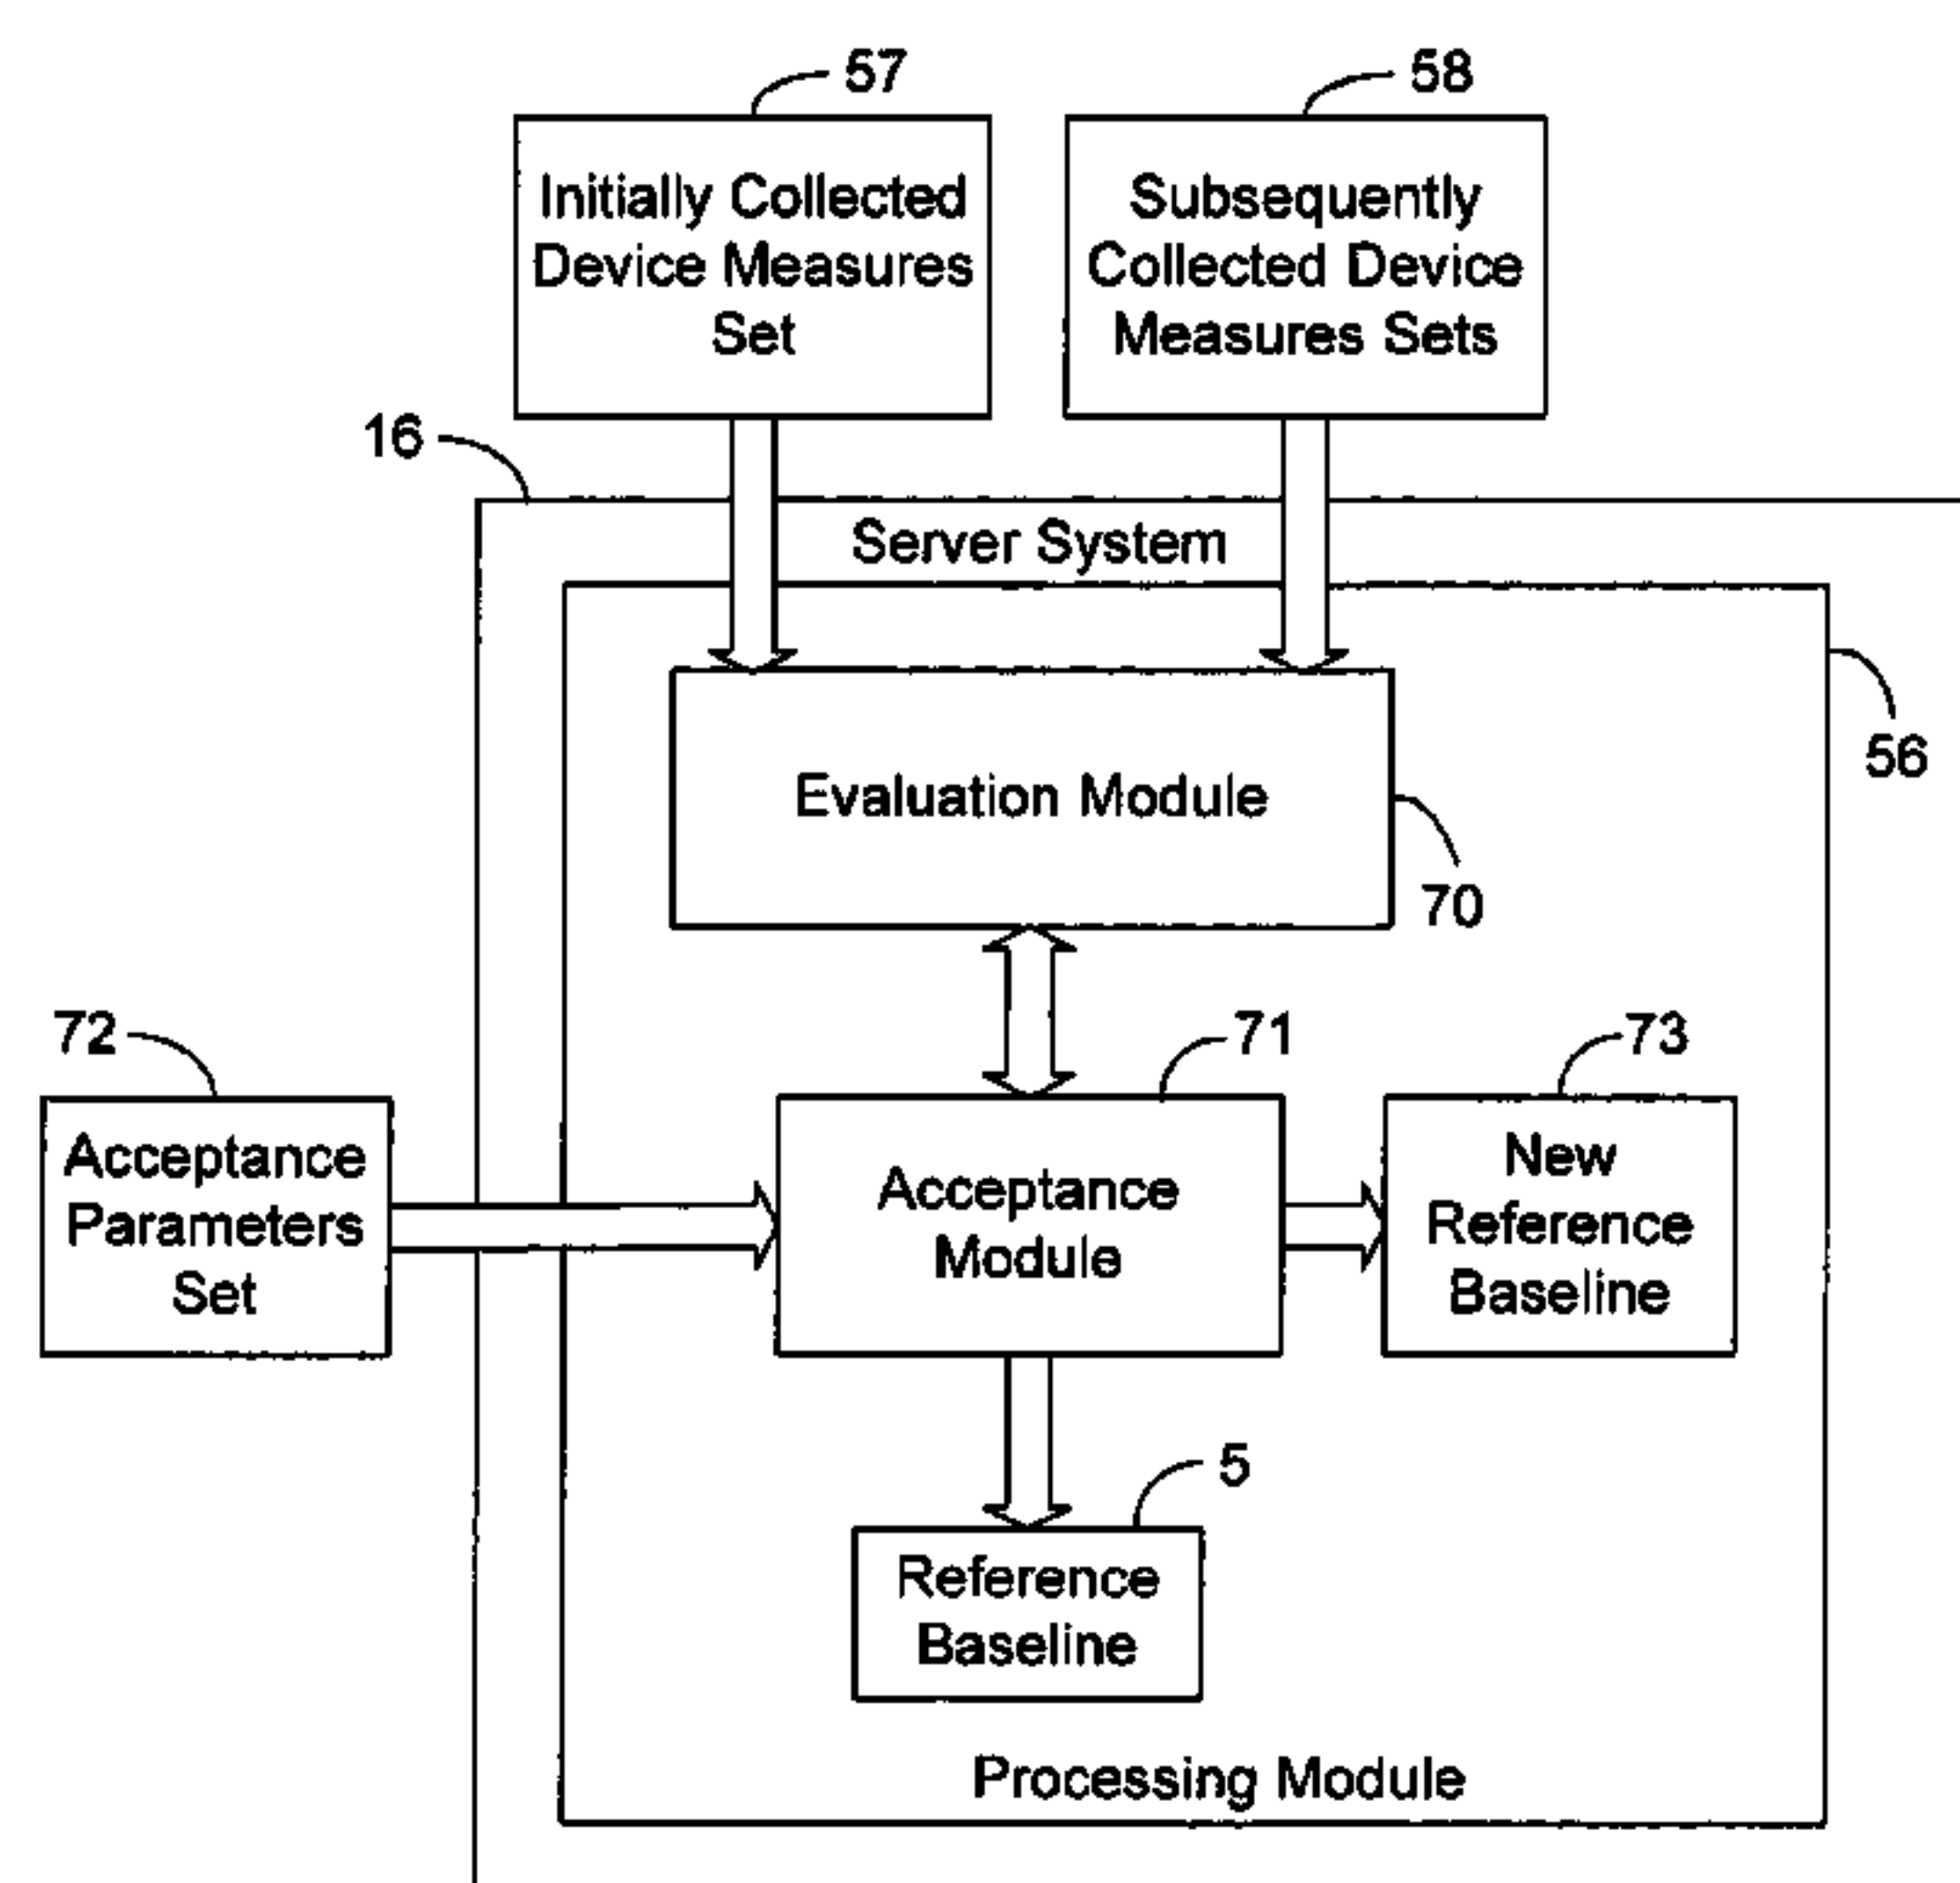 57
58
Initially Collected
Device Measures
Set
Subsequently
Collected Device
Measures Sets
16
Server System
56
Evaluation Module
70
72
71
73
Acceptance
Parameters
Set
Acceptance
Module
New
Reference
Baseline
5
Reference
Baseline
Processing Module